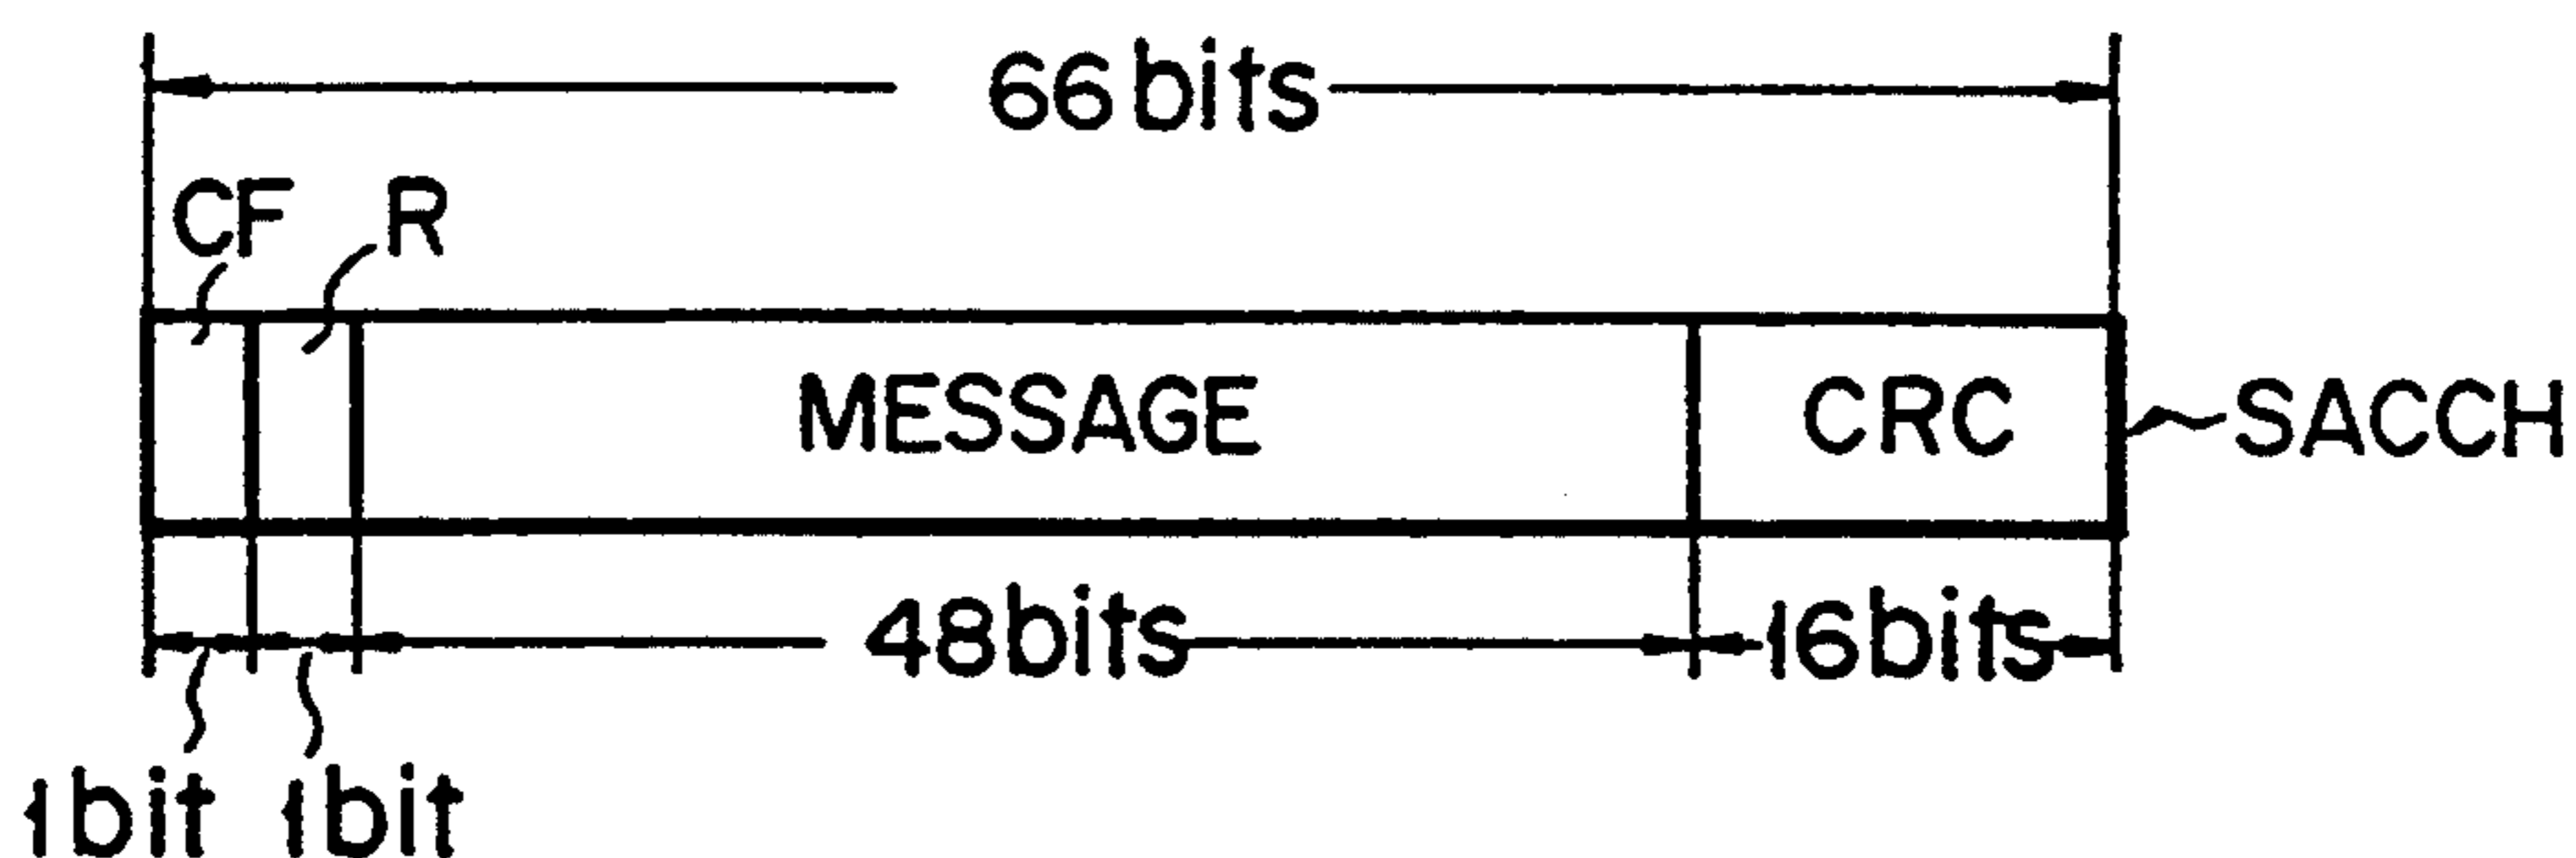 66 bits
CF R
MESSAGE CRC SACCH
48bits 16bits
1bit 1bit